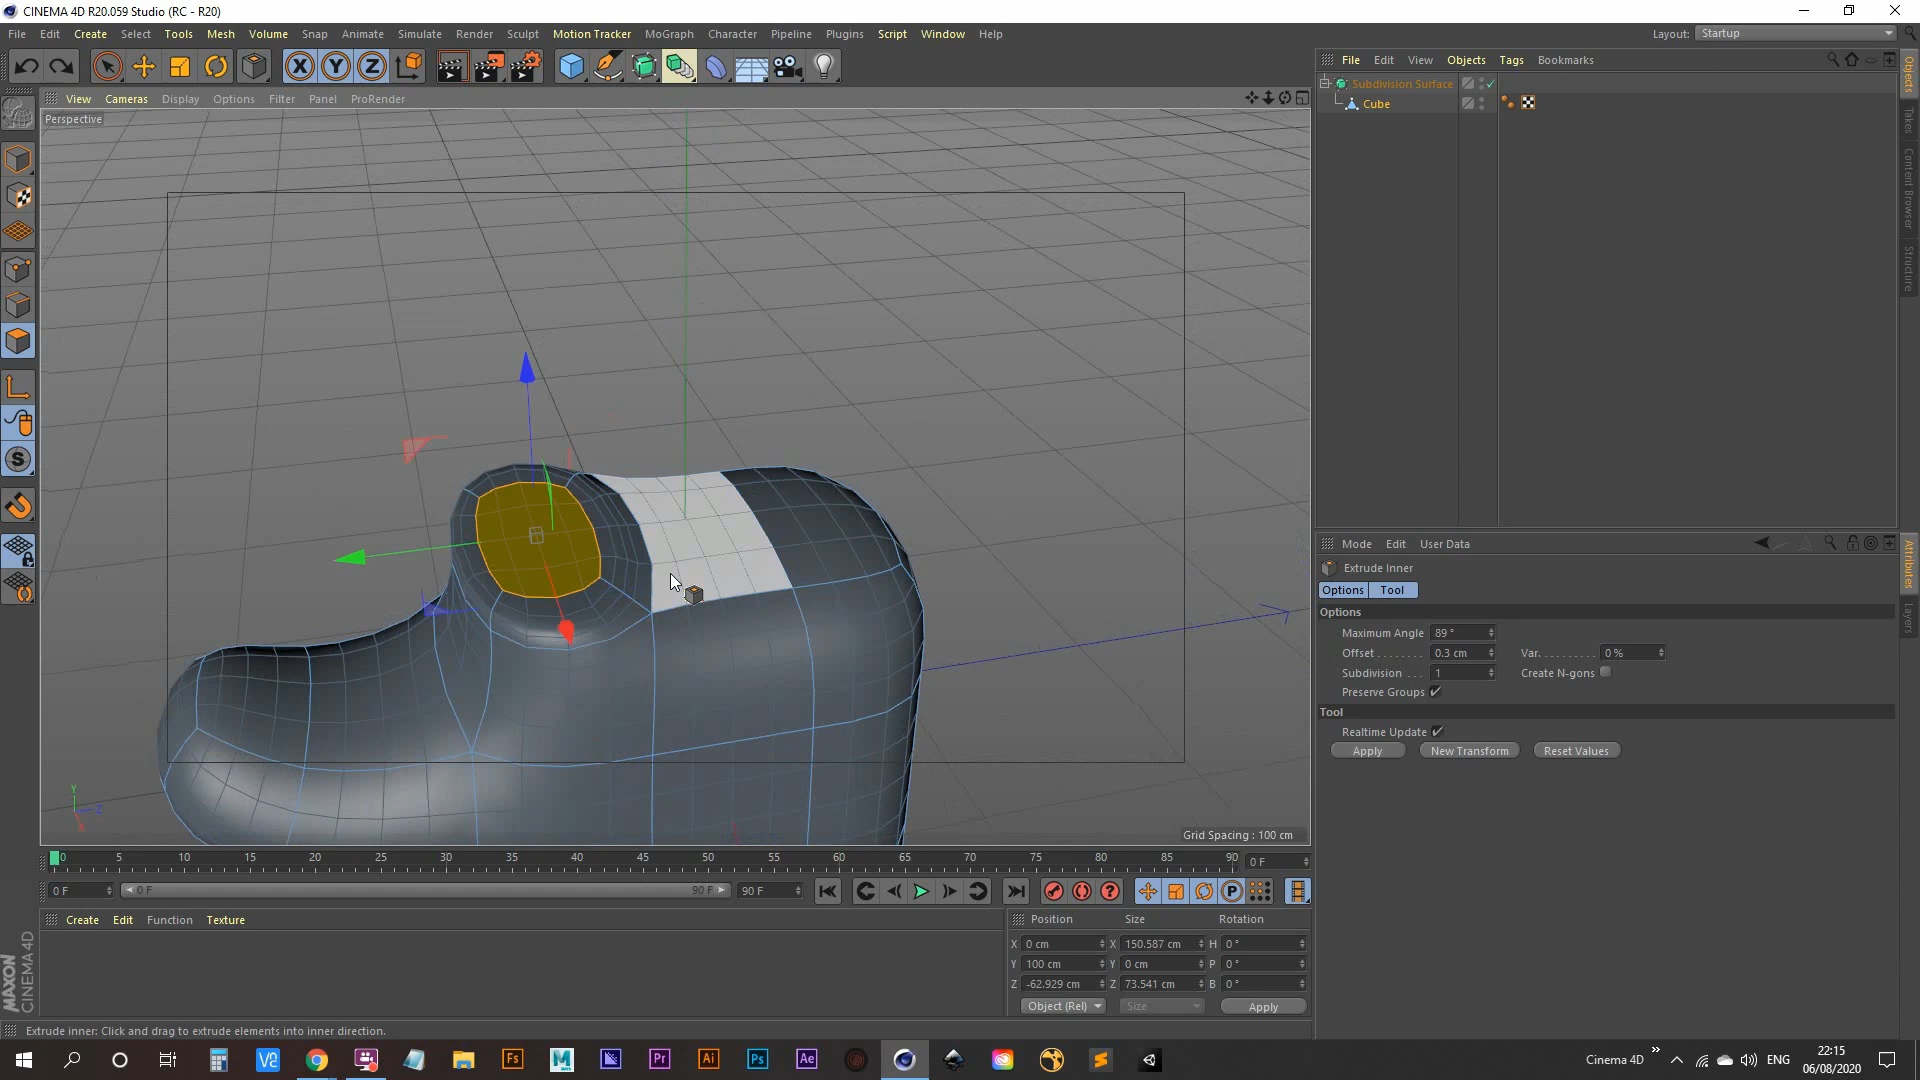 CINEMA 4D R20.059 Studio (RC - R20)
File Edit Create Select Tools Mesh Volume Snap Animate Simulate Render Sculpt Motion Tracker MoGraph Character Pipeline Plugins Script Window Help
Layout: Startup
File Edit View Objects Tags Bookmarks
Subdivision Surface
Cube
View Cameras Display Options Filter Panel ProRender
Perspective
Grid Spacing : 100 cm
Objects
Takes
Content Browser
Structure
Attributes
Layers
Mode Edit User Data
Extrude Inner
Options Tool
Options
Maximum Angle 89 °
Offset . . . . . . . . 0.3 cm Var. . . . . . . . . . 0 %
Subdivision . . . 1 Create N-gons
Preserve Groups
Tool
Realtime Update
Apply New Transform Reset Values
0 5 10 15 20 25 30 35 40 45 50 55 60 65 70 75 80 85 90 0 F
0 F 0 F 90 F 90 F
Create Edit Function Texture
Position Size Rotation
X 0 cm X 150.587 cm H 0 °
Y 100 cm Y 0 cm P 0 °
Z -62.929 cm Z 73.541 cm B 0 °
Object (Rel) Size Apply
MAXON
CINEMA 4D
Extrude inner: Click and drag to extrude elements into inner direction.
Cinema 4D ENG
22:15
06/08/2020